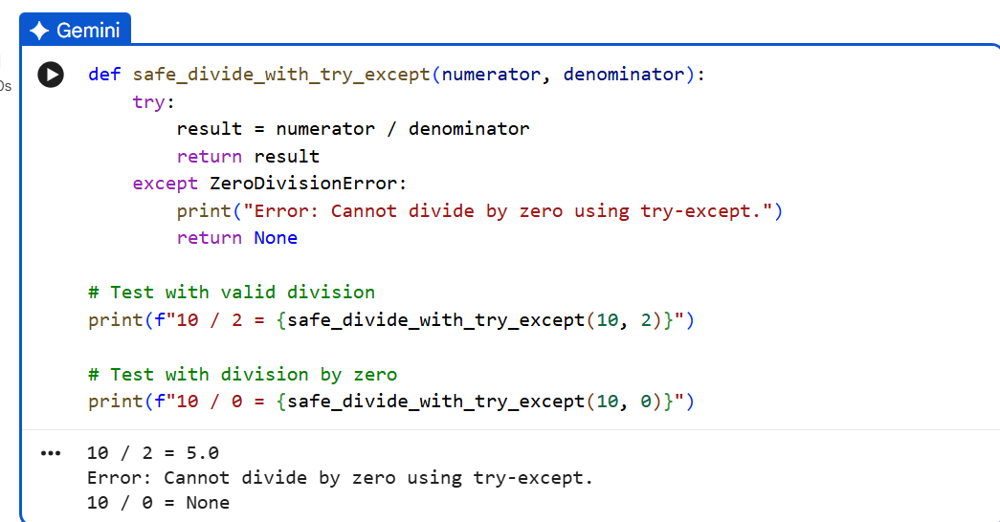 Gemini
0s
def safe_divide_with_try_except(numerator, denominator):
    try:
        result = numerator / denominator
        return result
    except ZeroDivisionError:
        print("Error: Cannot divide by zero using try-except.")
        return None
# Test with valid division
print(f"10 / 2 = {safe_divide_with_try_except(10, 2)}")
# Test with division by zero
print(f"10 / 0 = {safe_divide_with_try_except(10, 0)}")
10 / 2 = 5.0
Error: Cannot divide by zero using try-except.
10 / 0 = None